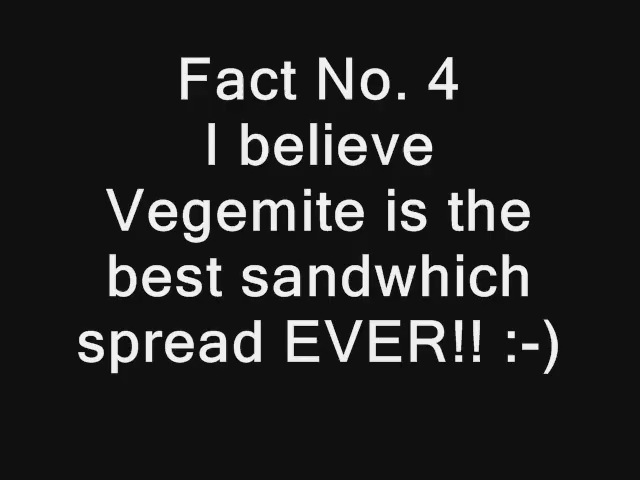 Fact No. 4
I believe
Vegemite is the
best sandwhich
spread EVER!! :-)